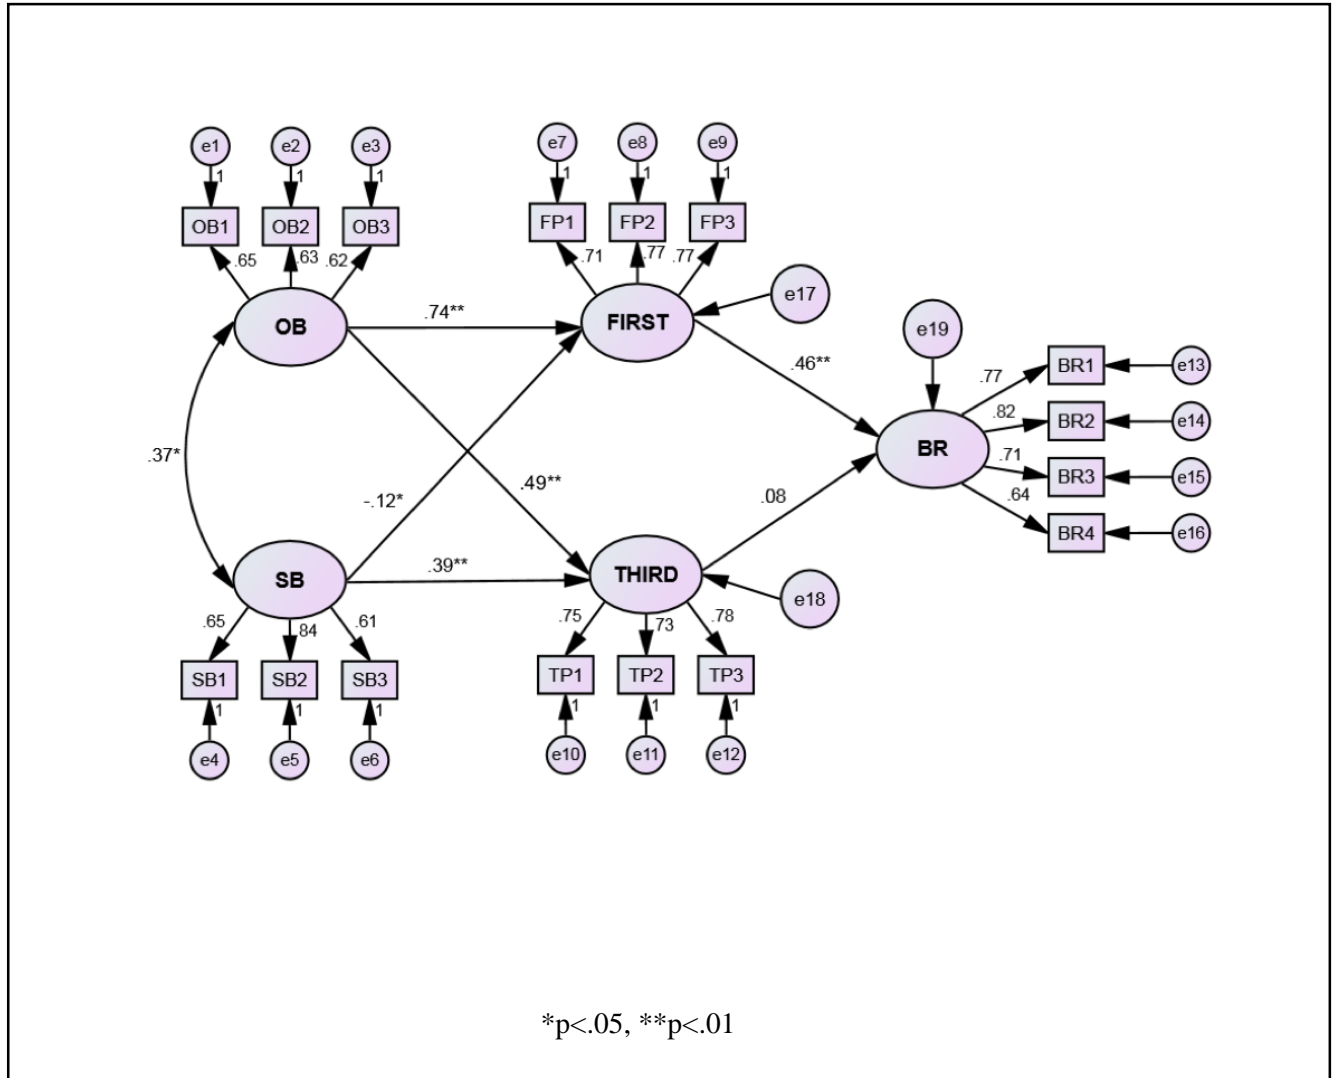 e1 e2 e3 e7 e8 e9
1 1 1 1 1 1
OB1 OB2 OB3 FP1 FP2 FP3
.65 .63 .62 .71 .77 .77
e17
OB .74** FIRST
e19
.46**
BR1 e13
.77
.82 BR2 e14
.37* BR
.71 BR3 e15
-.12* .49** .08 .64
BR4 e16
SB .39** THIRD
e18
.65 84 .61 .75 73 .78
SB1 SB2 SB3 TP1 TP2 TP3
1 1 1 1 1 1
e4 e5 e6 e10 e11 e12
*p<.05, **p<.01